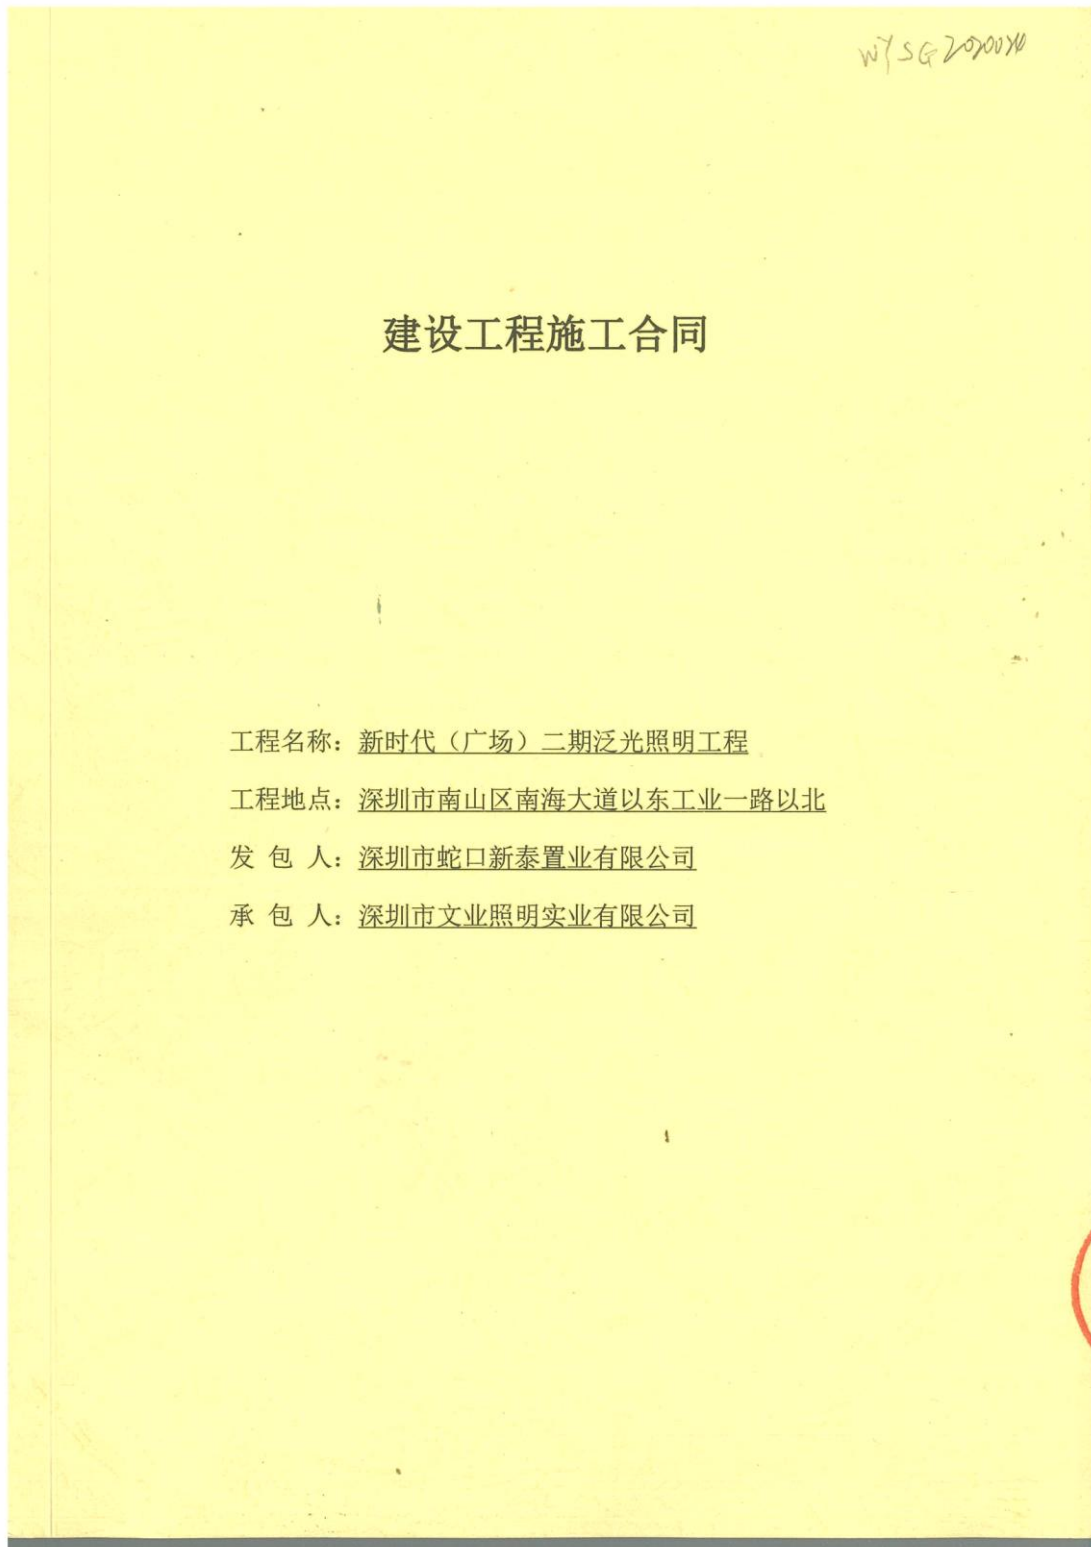 建设工程施工合同
工程名称：新时代（广场）二期泛光照明工程
工程地点：深圳市南山区南海大道以东工业一路以北
发 包 人：深圳市蛇口新泰置业有限公司
承 包 人：深圳市文业照明实业有限公司